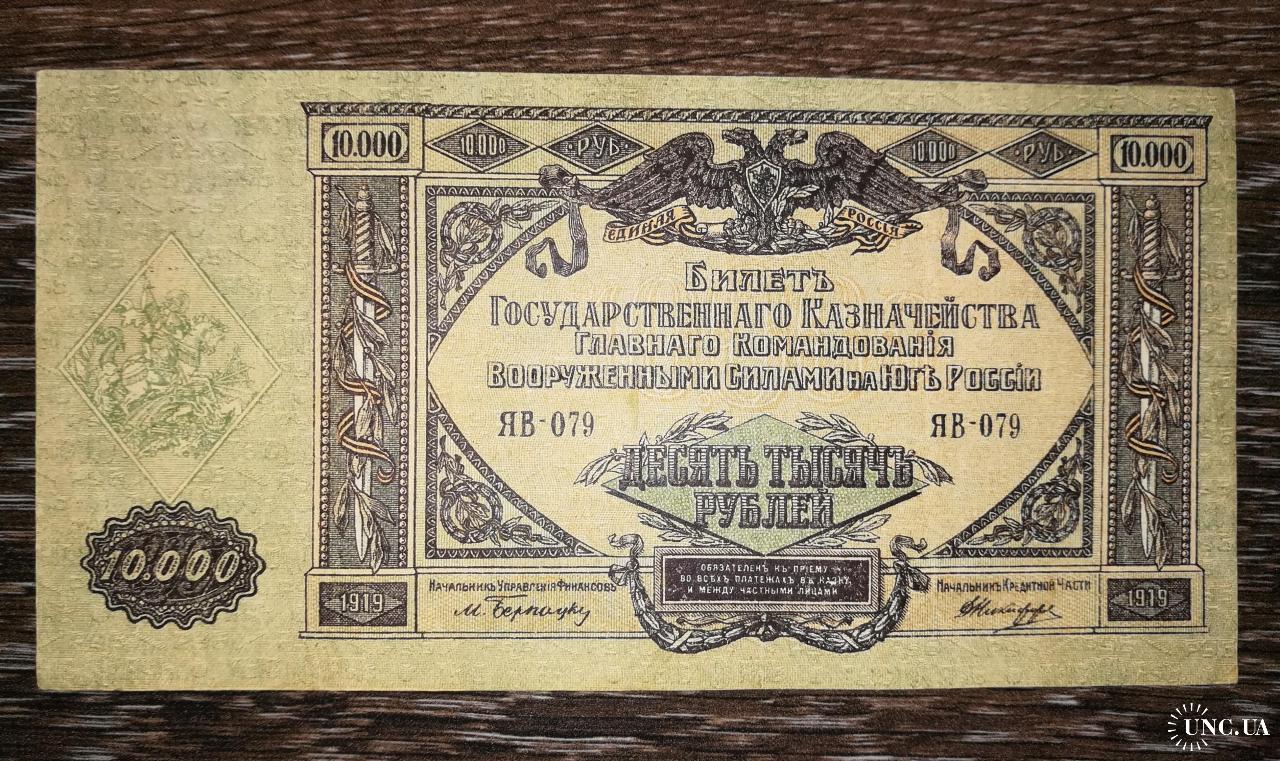 10.000 10.000 РУБ. 10.000 РУБ. 10.000
ЕДИНАЯ РОССІЯ
БИЛЕТЪ
ГОСУДАРСТВЕННАГО КАЗНАЧЕЙСТВА
ГЛАВНАГО КОМАНДОВАНІЯ
ВООРУЖЕННЫМИ СИЛАМИ НА ЮГѢ РОССІИ
ЯВ-079 ЯВ-079
ДЕСЯТЬ ТЫСЯЧЪ
РУБЛЕЙ
10.000
ОБЯЗАТЕЛЕНЪ КЪ ПРІЕМУ
ВО ВСѢХЪ ПЛАТЕЖАХЪ ВЪ КАЗНУ
И МЕЖДУ ЧАСТНЫМИ ЛИЦАМИ
НАЧАЛЬНИКЪ УПРАВЛЕНІЯ ФИНАНСОВЪ НАЧАЛЬНИКЪ КРЕДИТНОЙ ЧАСТИ
1919 1919
UNC.UA